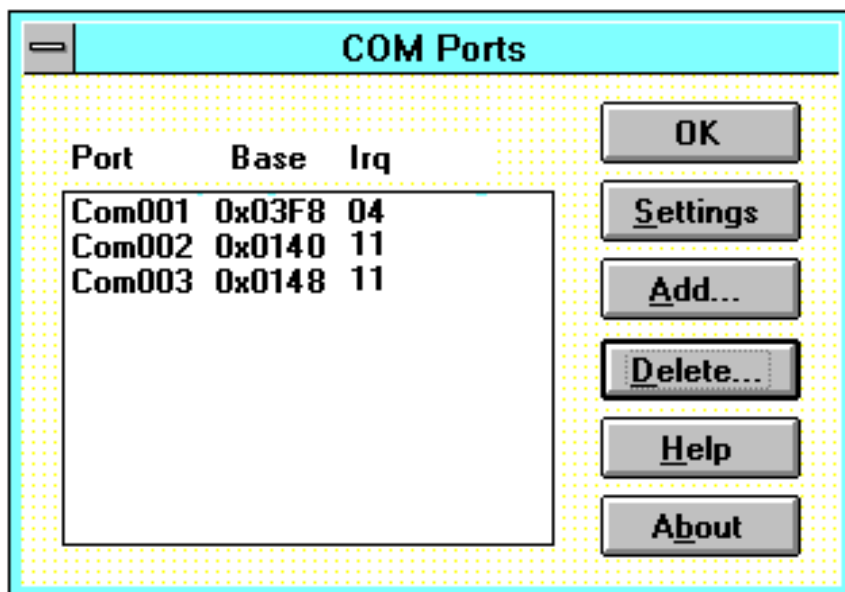 COM Ports
Port Base Irq
Com001 0x03F8 04
Com002 0x0140 11
Com003 0x0148 11
OK
Settings
Add...
Delete...
Help
About